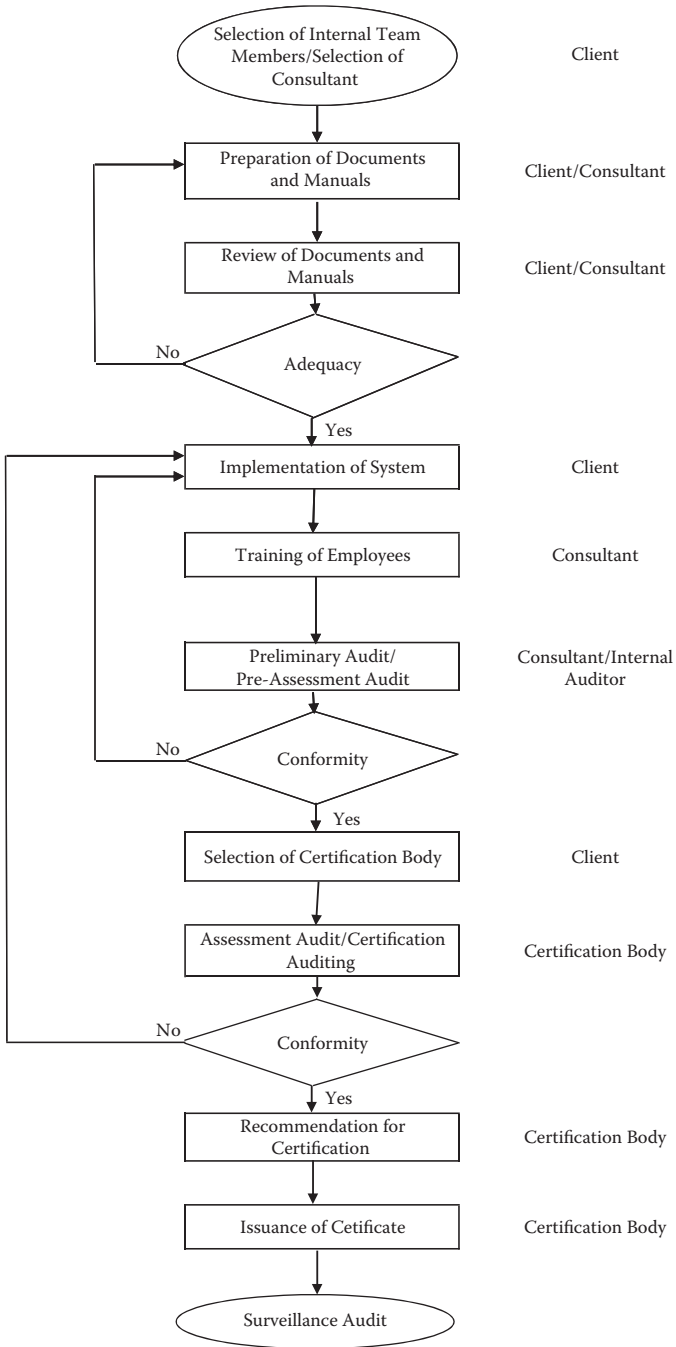 Selection of Internal Team
Members/Selection of
Consultant
Client
Preparation of Documents
and Manuals
Client/Consultant
Review of Documents and
Manuals
Client/Consultant
No
Adequacy
Yes
Implementation of System
Client
Training of Employees
Consultant
Preliminary Audit/
Pre-Assessment Audit
Consultant/Internal
Auditor
No
Conformity
Yes
Selection of Certification Body
Client
Assessment Audit/Certification
Auditing
Certification Body
No
Conformity
Yes
Recommendation for
Certification
Certification Body
Issuance of Cetificate
Certification Body
Surveillance Audit